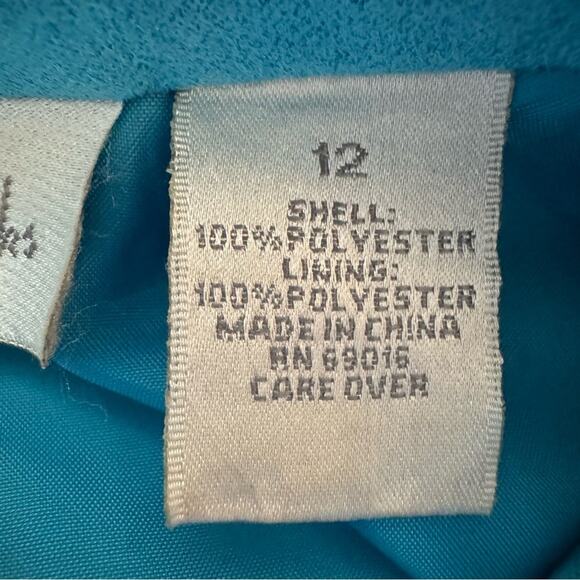 12
SHELL:
100% POLYESTER
LINING:
100% POLYESTER
MADE IN CHINA
RN 69016
CARE OVER